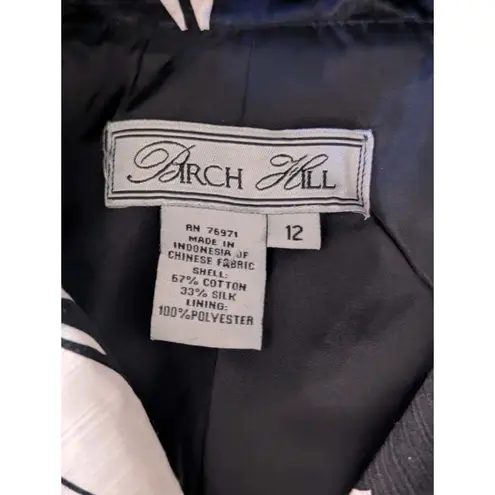 BIRCH HILL
12
RN 76971
MADE IN
INDONESIA OF
CHINESE FABRIC
SHELL:
67% COTTON
33% SILK
LINING:
100%POLYESTER